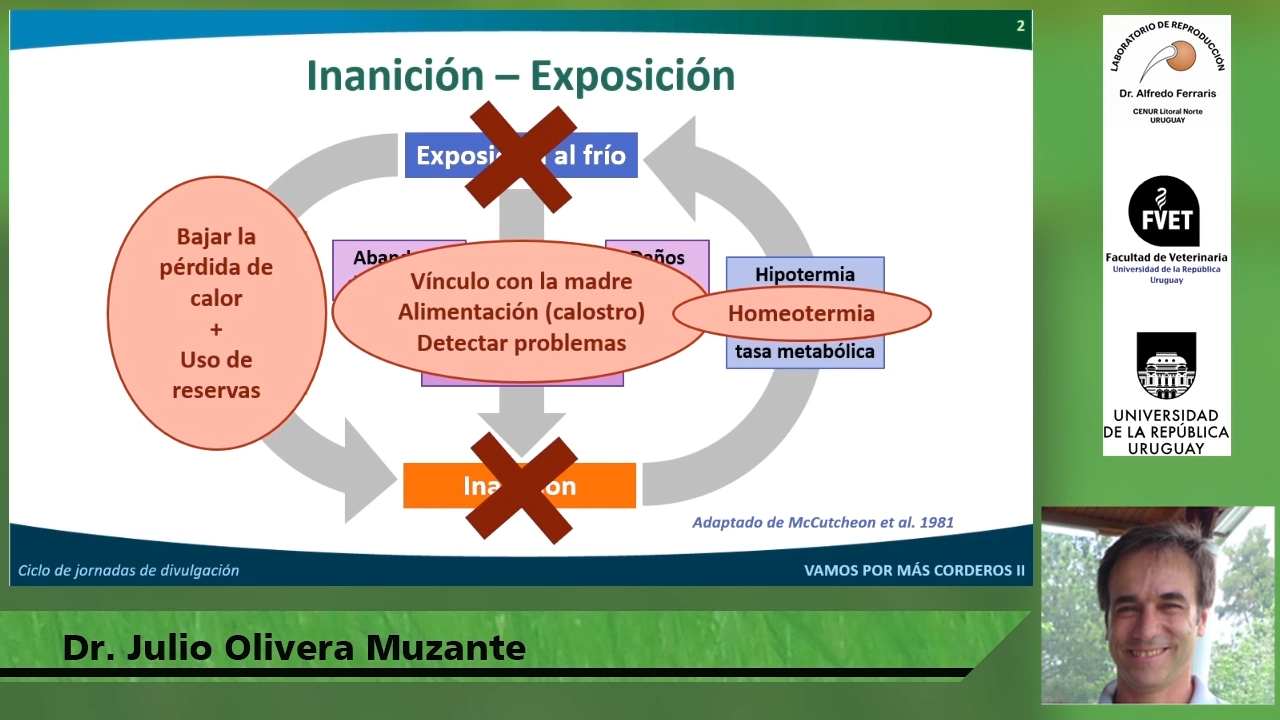 2
Inanición – Exposición
al frío
Bajar la
pérdida de
calor
+
Uso de
reservas
Vínculo con la madre
Alimentación (calostro)
Detectar problemas
Hipotermia
Homeotermia
tasa metabólica
Adaptado de McCutcheon et al. 1981
Ciclo de jornadas de divulgación
VAMOS POR MÁS CORDEROS II
Dr. Julio Olivera Muzante
LABORATORIO DE REPRODUCCIÓN
Dr. Alfredo Ferraris
CENUR Litoral Norte
URUGUAY
FVET
Facultad de Veterinaria
Universidad de la República
Uruguay
UNIVERSIDAD
DE LA REPÚBLICA
URUGUAY